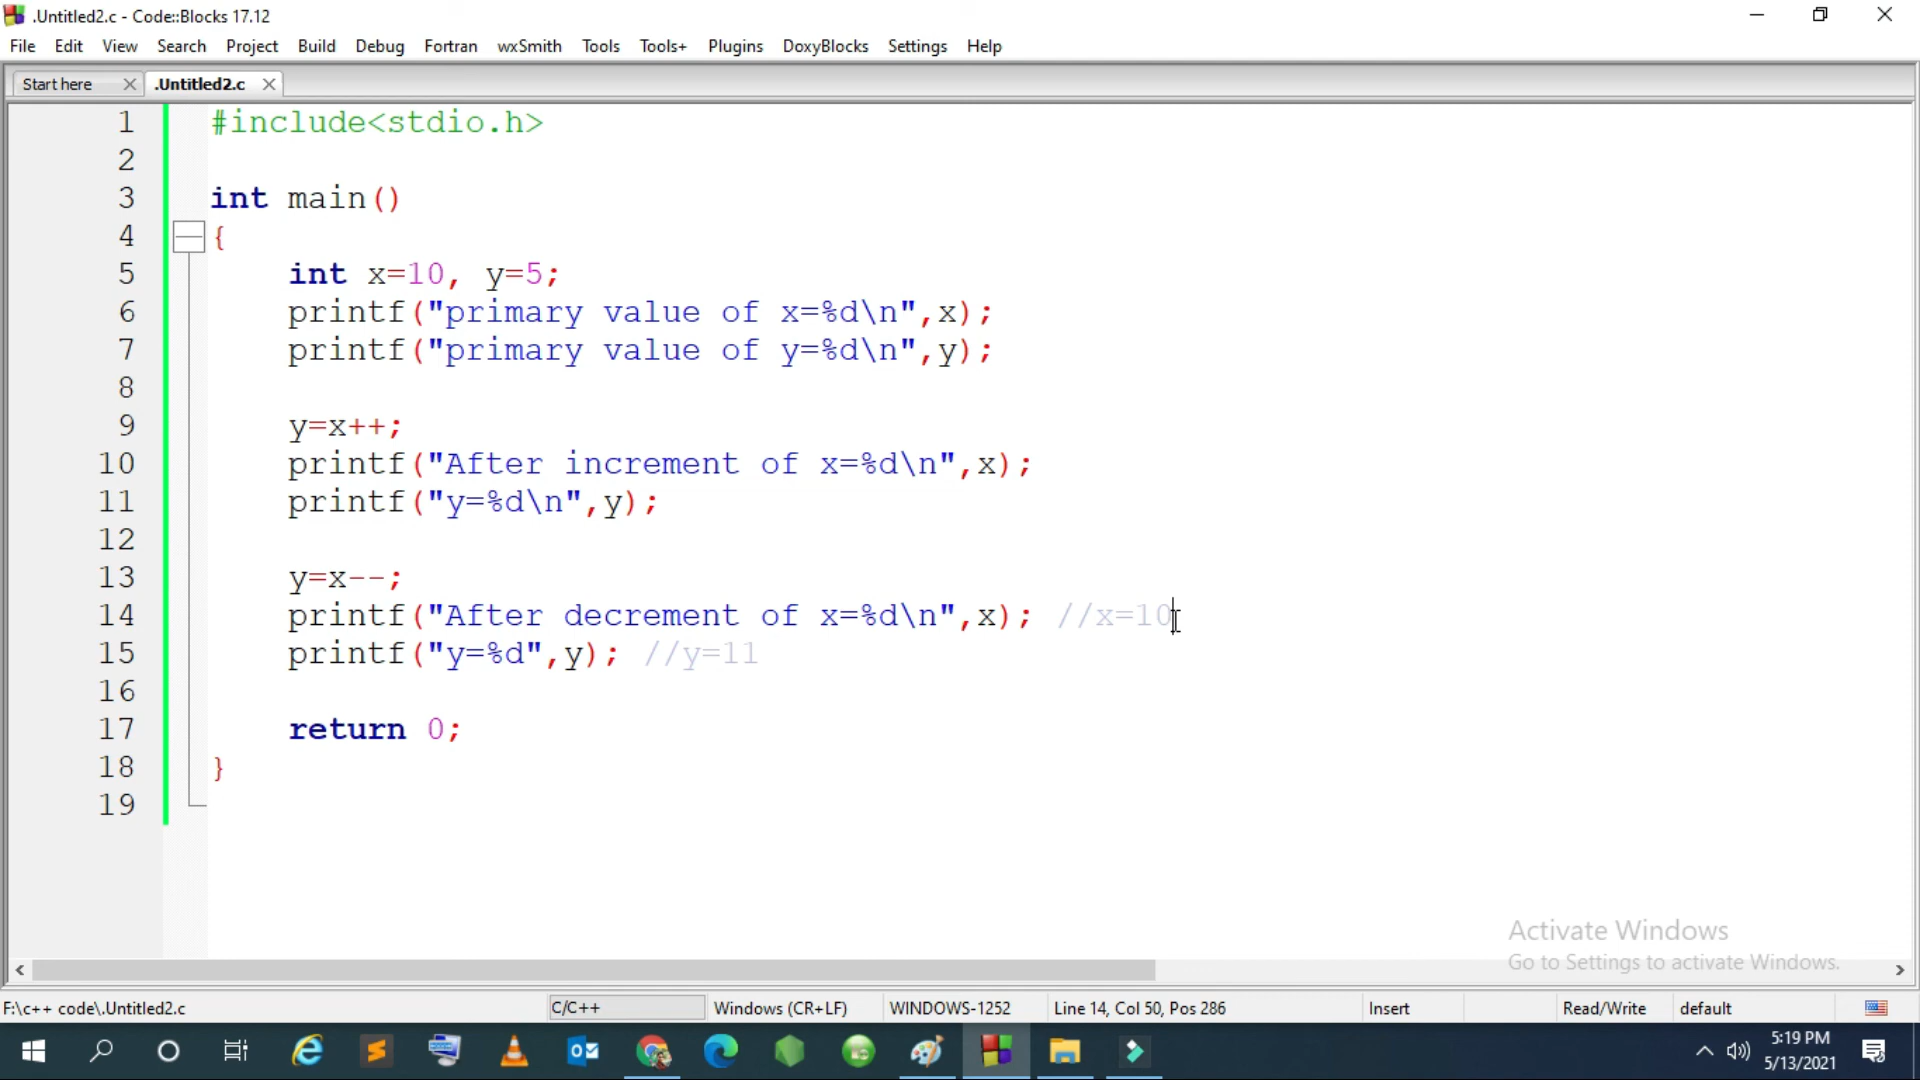 .Untitled2.c - Code::Blocks 17.12
File Edit View Search Project Build Debug Fortran wxSmith Tools Tools+ Plugins DoxyBlocks Settings Help
Start here .Untitled2.c
1 #include<stdio.h>
2
3 int main()
4 {
5 int x=10, y=5;
6 printf("primary value of x=%d\n",x);
7 printf("primary value of y=%d\n",y);
8
9 y=x++;
10 printf("After increment of x=%d\n",x);
11 printf("y=%d\n",y);
12
13 y=x--;
14 printf("After decrement of x=%d\n",x); //x=10
15 printf("y=%d",y); //y=11
16
17 return 0;
18 }
19
Activate Windows
Go to Settings to activate Windows.
F:\c++ code\.Untitled2.c C/C++ Windows (CR+LF) WINDOWS-1252 Line 14, Col 50, Pos 286 Insert Read/Write default
5:19 PM
5/13/2021